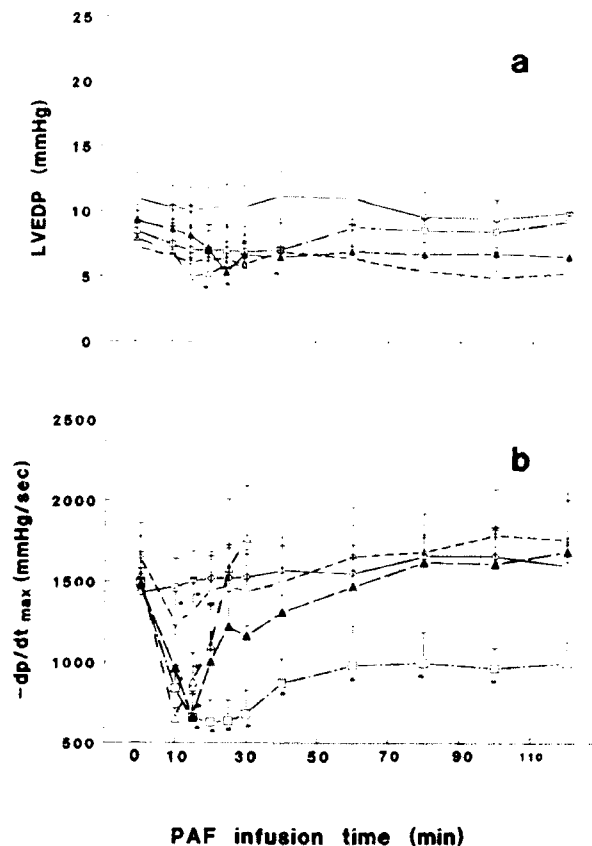 25
a
20
15
10
5
0
LVEDP (mmHg)
2500
b
2000
1500
1000
500
-dp/dt max (mmHg/sec)
0 10 30 50 70 90 110
PAF infusion time (min)